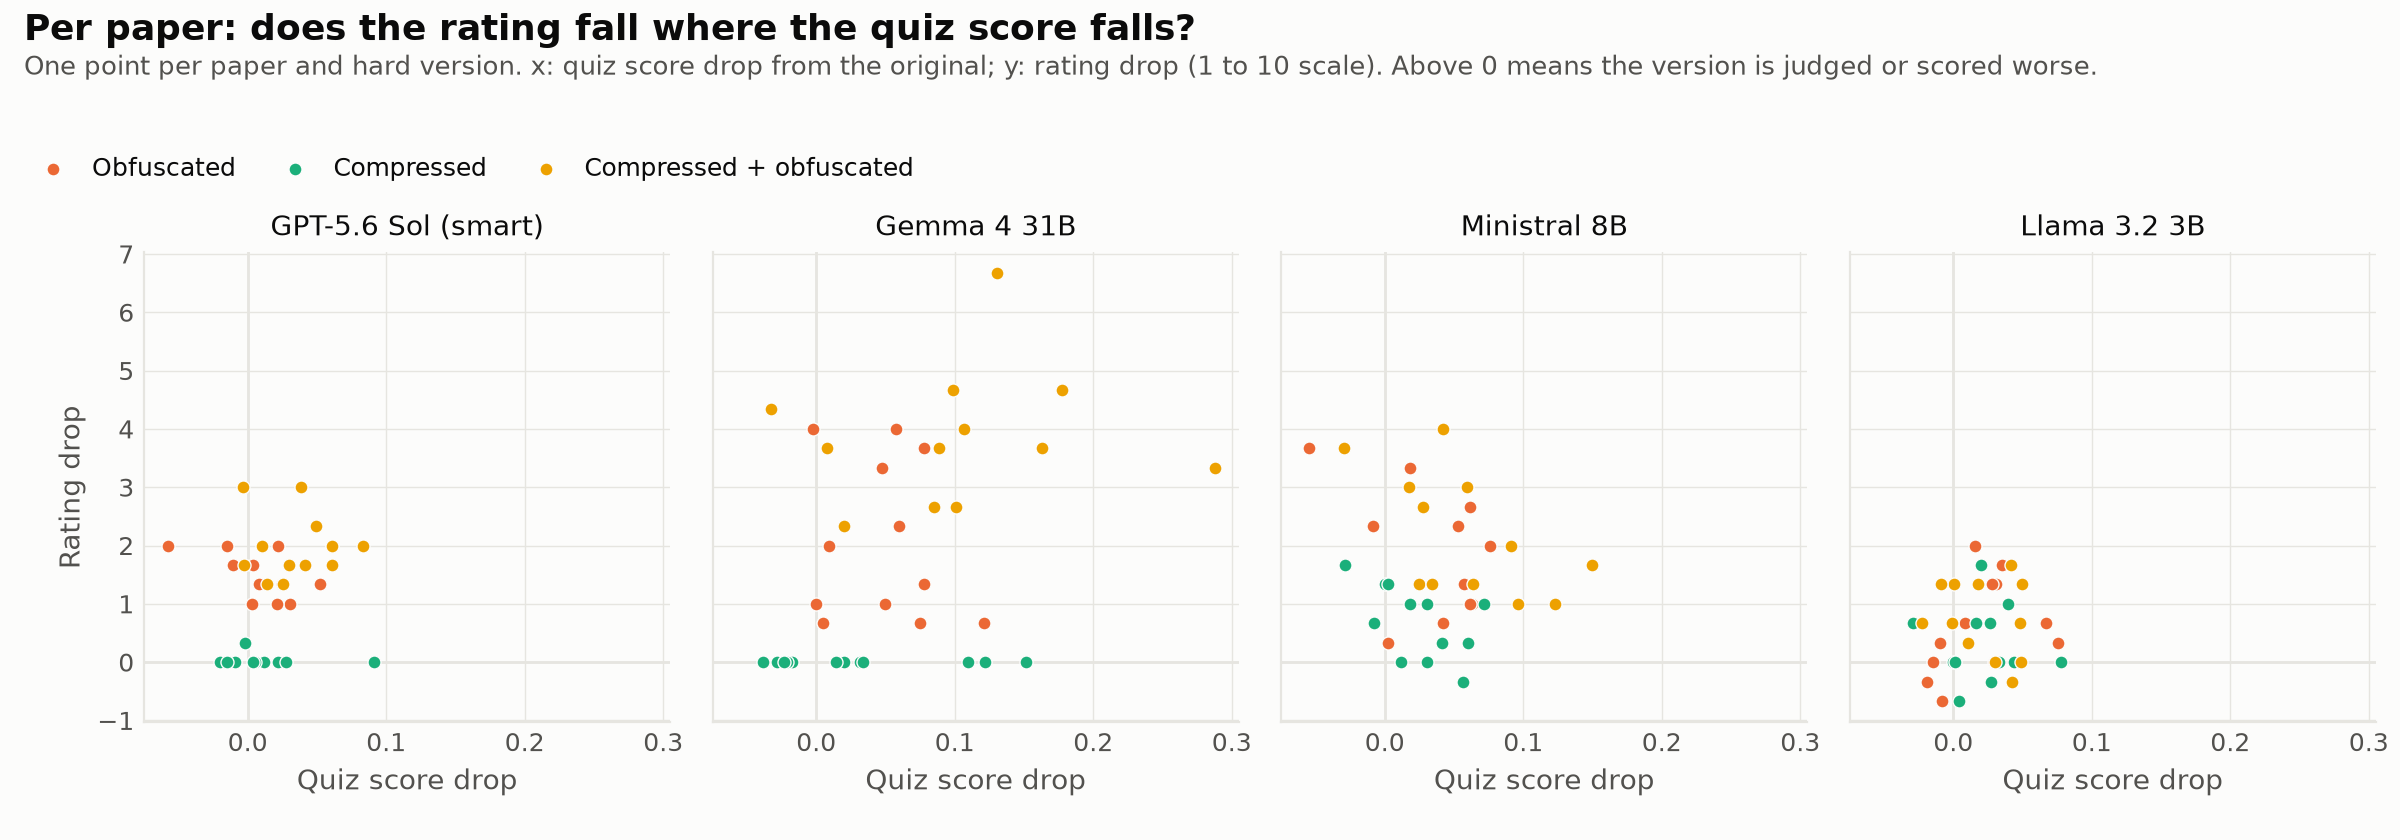 Per paper: does the rating fall where the quiz score falls?
One point per paper and hard version. x: quiz score drop from the original; y: rating drop (1 to 10 scale). Above 0 means the version is judged or scored worse.
Obfuscated Compressed Compressed + obfuscated
GPT-5.6 Sol (smart) Gemma 4 31B Ministral 8B Llama 3.2 3B
7
6
5
4
3
2
1
0
−1
Rating drop
0.0 0.1 0.2 0.3 0.0 0.1 0.2 0.3 0.0 0.1 0.2 0.3 0.0 0.1 0.2 0.3
Quiz score drop Quiz score drop Quiz score drop Quiz score drop